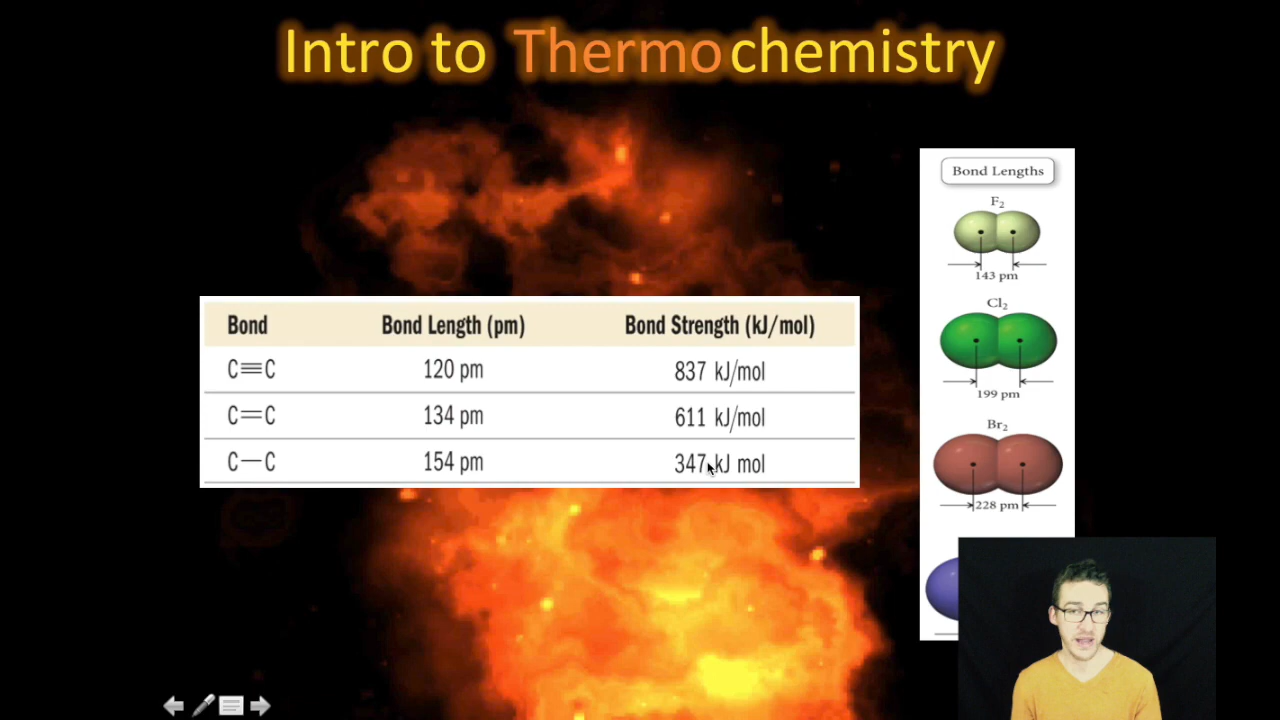 Intro to Thermochemistry
Bond Bond Length (pm) Bond Strength (kJ/mol)
C≡C 120 pm 837 kJ/mol
C=C 134 pm 611 kJ/mol
C—C 154 pm 347 kJ mol
Bond Lengths
F₂
143 pm
Cl₂
199 pm
Br₂
228 pm